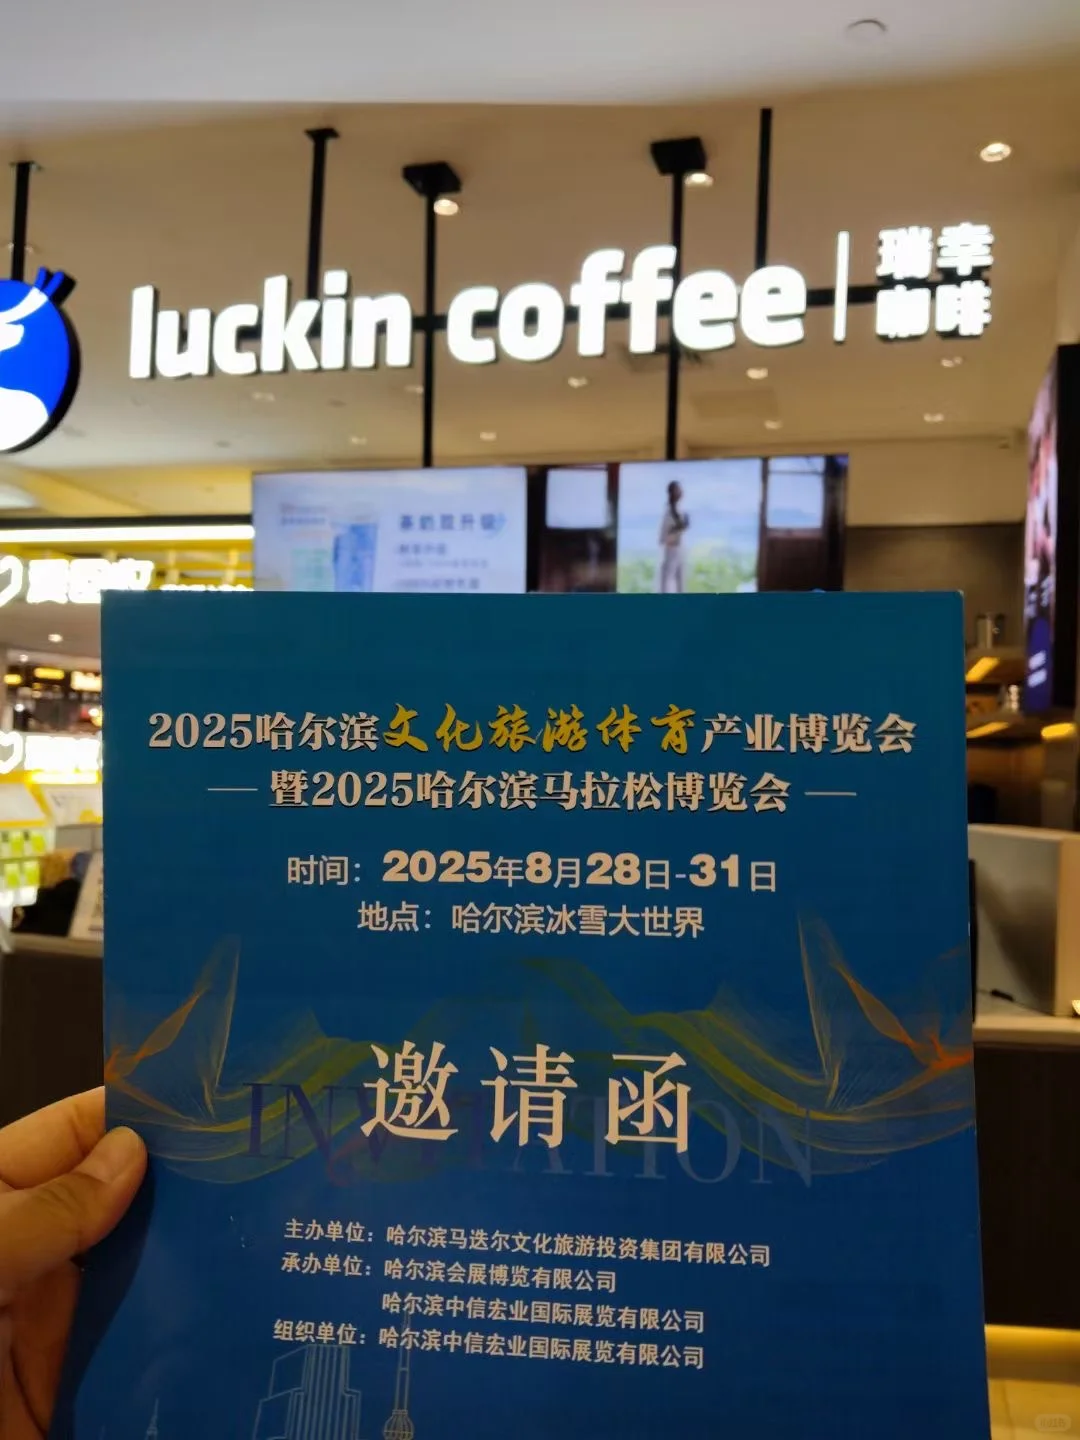 luckin coffee
瑞幸
咖啡
茶奶双升级
2025哈尔滨文化旅游体育产业博览会
暨2025哈尔滨马拉松博览会
时间：2025年8月28日-31日
地点：哈尔滨冰雪大世界
INVITATION
邀请函
主办单位：哈尔滨马迭尔文化旅游投资集团有限公司
承办单位：哈尔滨会展博览有限公司
哈尔滨中信宏业国际展览有限公司
组织单位：哈尔滨中信宏业国际展览有限公司